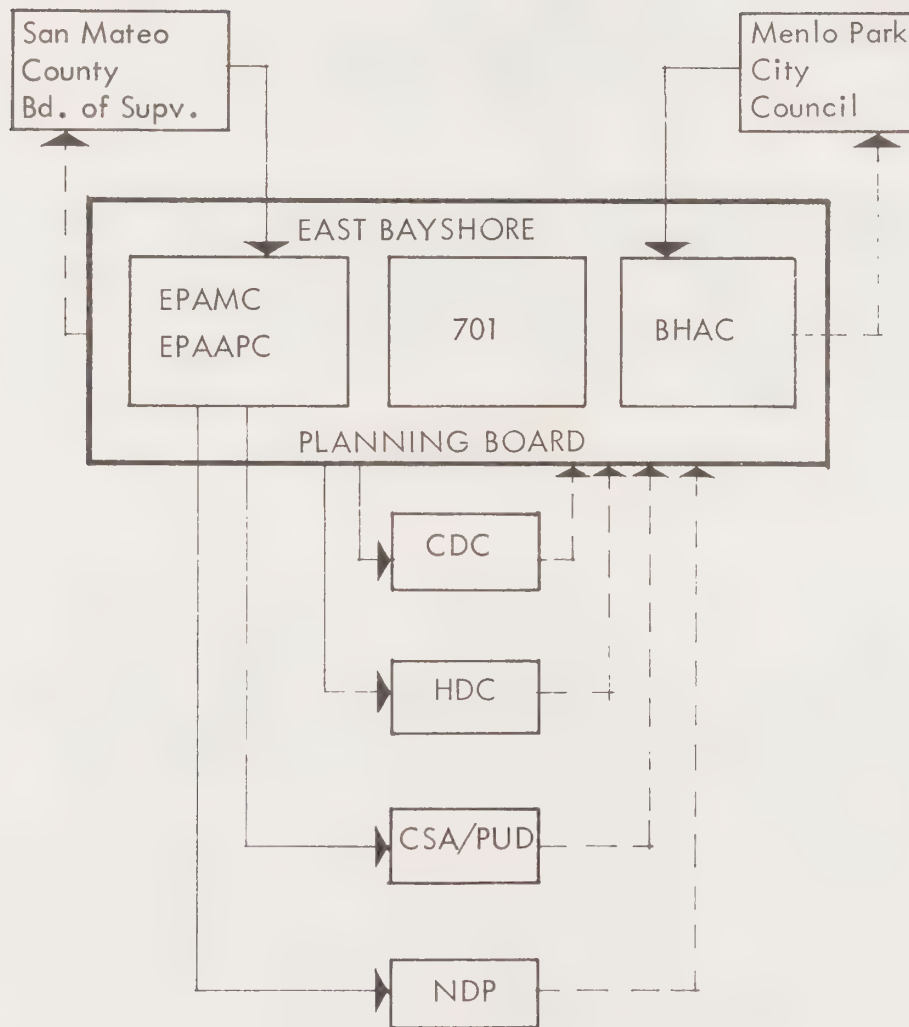 San Mateo
County
Bd. of Supv.
Menlo Park
City
Council
EAST BAYSHORE
EPAMC
EPAAPC
701
BHAC
PLANNING BOARD
CDC
HDC
CSA/PUD
NDP